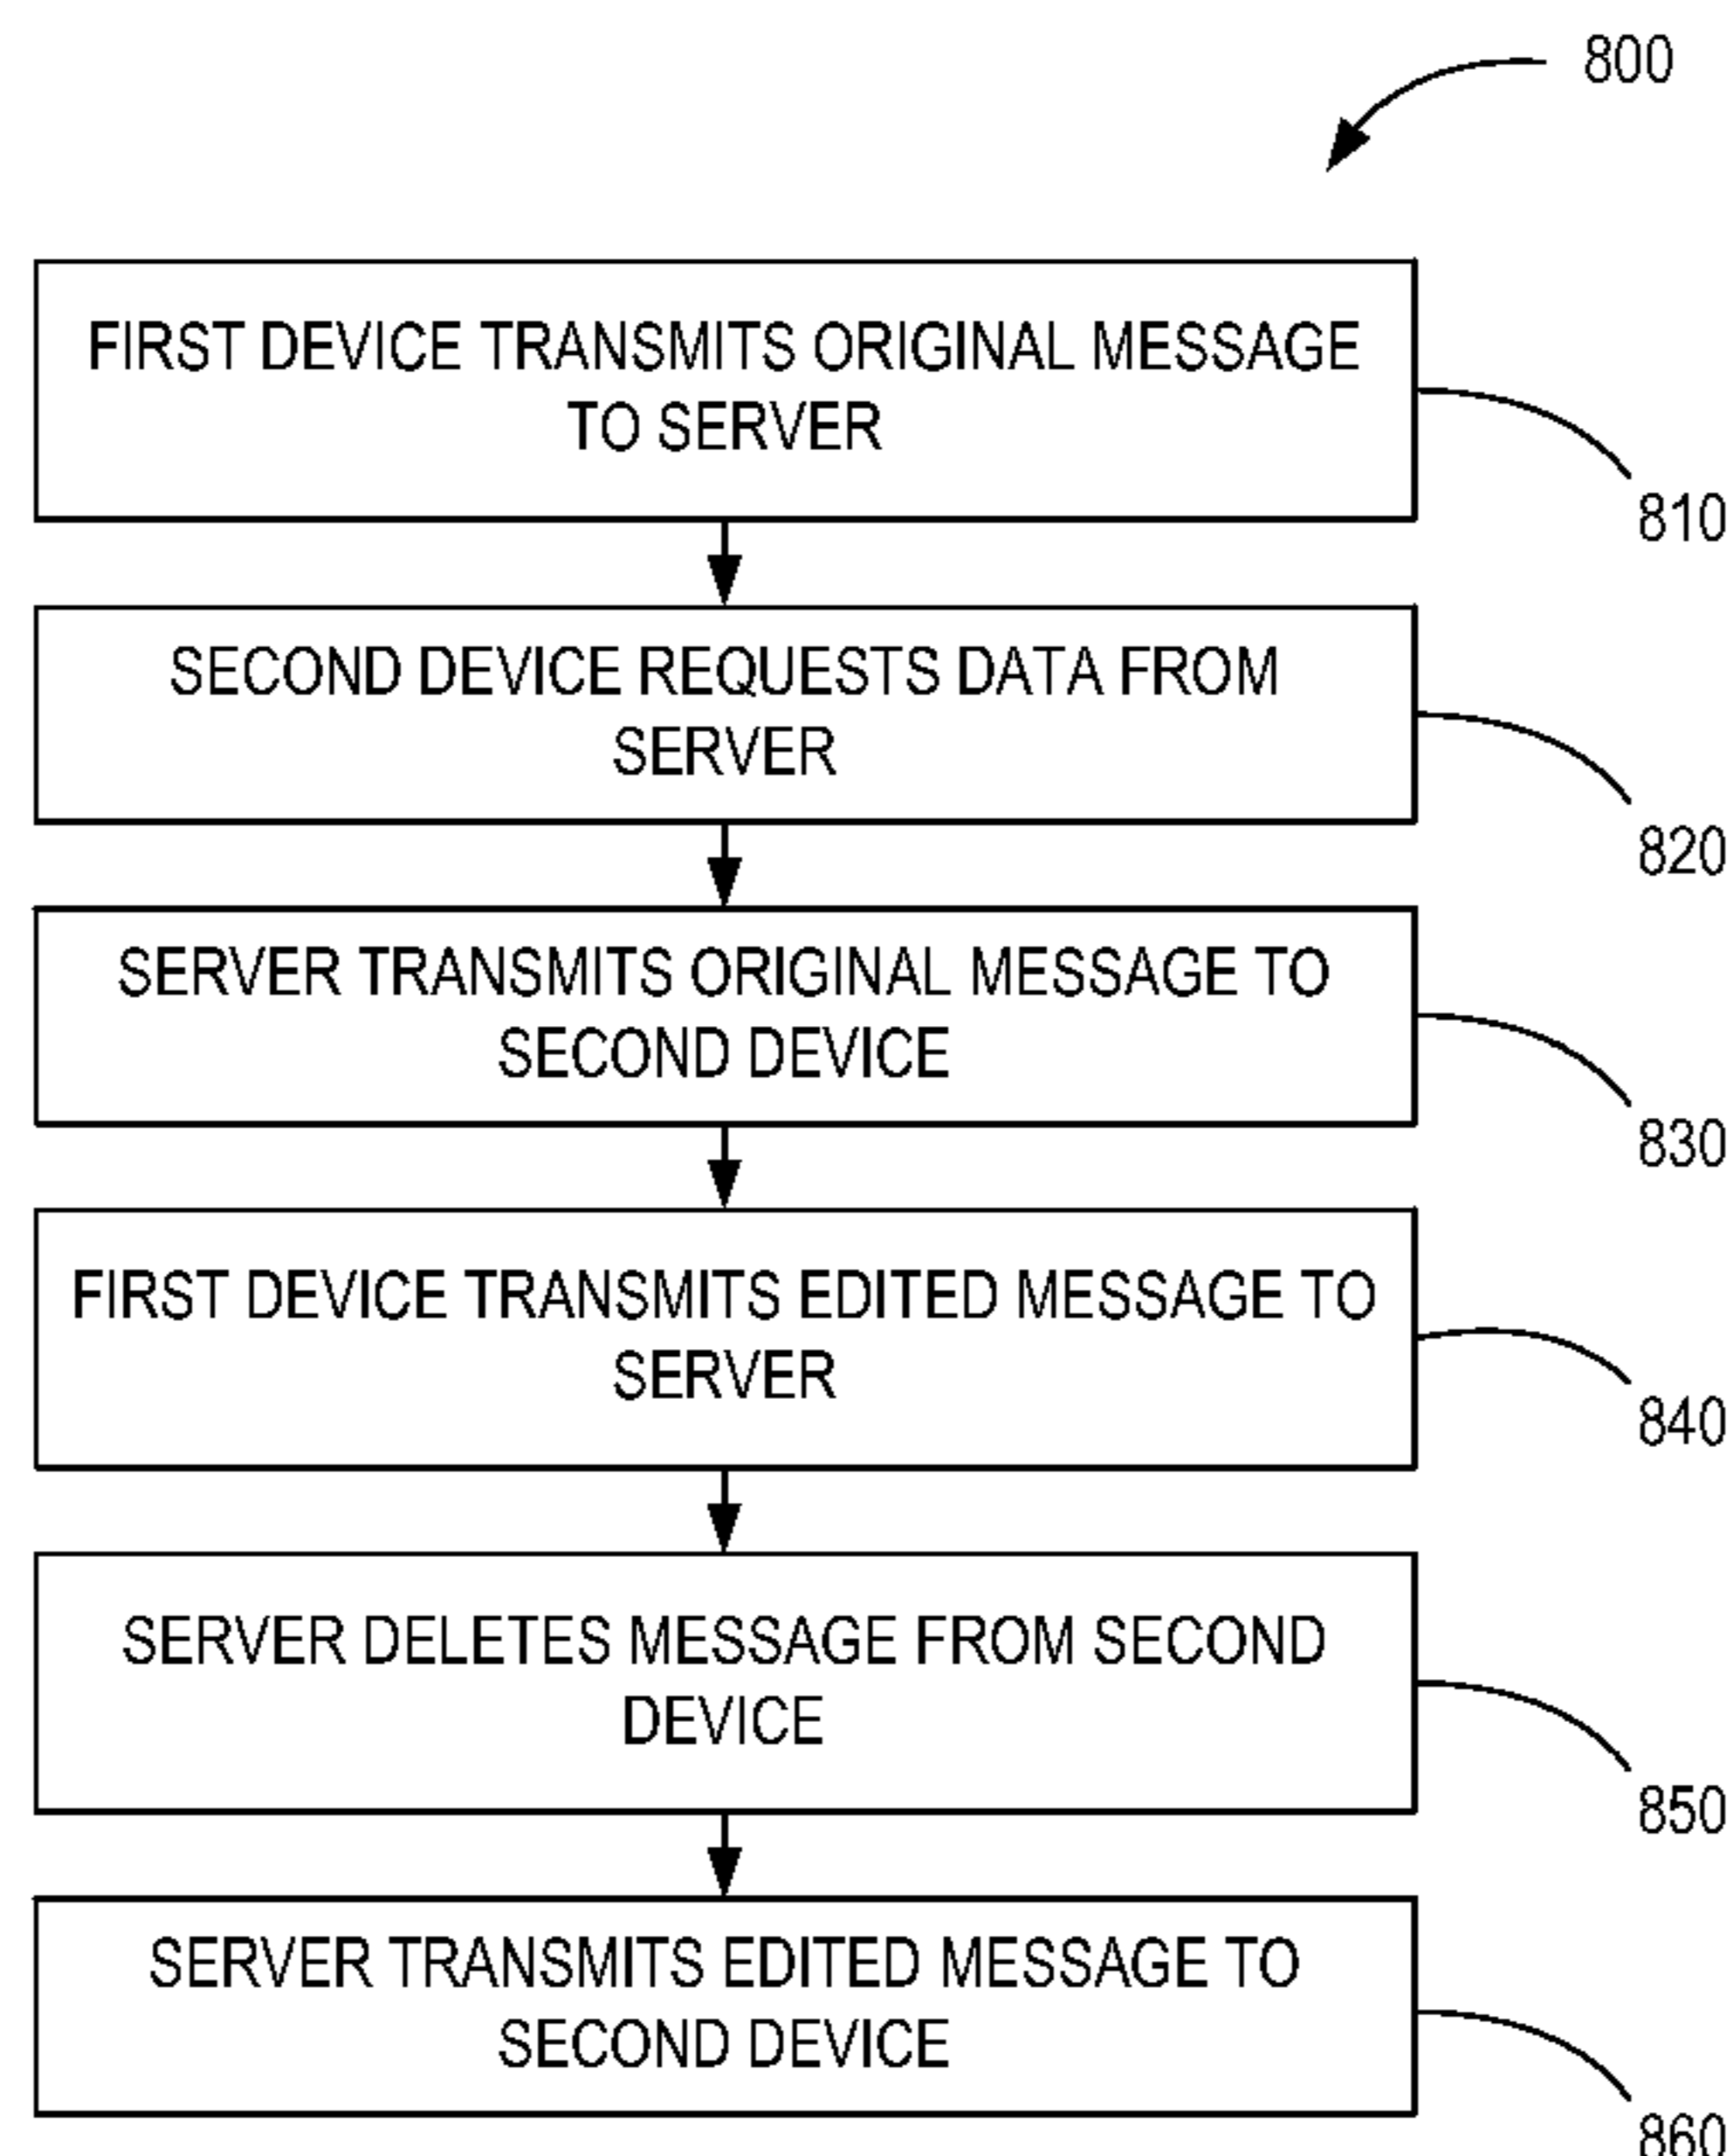 800
FIRST DEVICE TRANSMITS ORIGINAL MESSAGE
TO SERVER
810
SECOND DEVICE REQUESTS DATA FROM
SERVER
820
SERVER TRANSMITS ORIGINAL MESSAGE TO
SECOND DEVICE
830
FIRST DEVICE TRANSMITS EDITED MESSAGE TO
SERVER
840
SERVER DELETES MESSAGE FROM SECOND
DEVICE
850
SERVER TRANSMITS EDITED MESSAGE TO
SECOND DEVICE
860